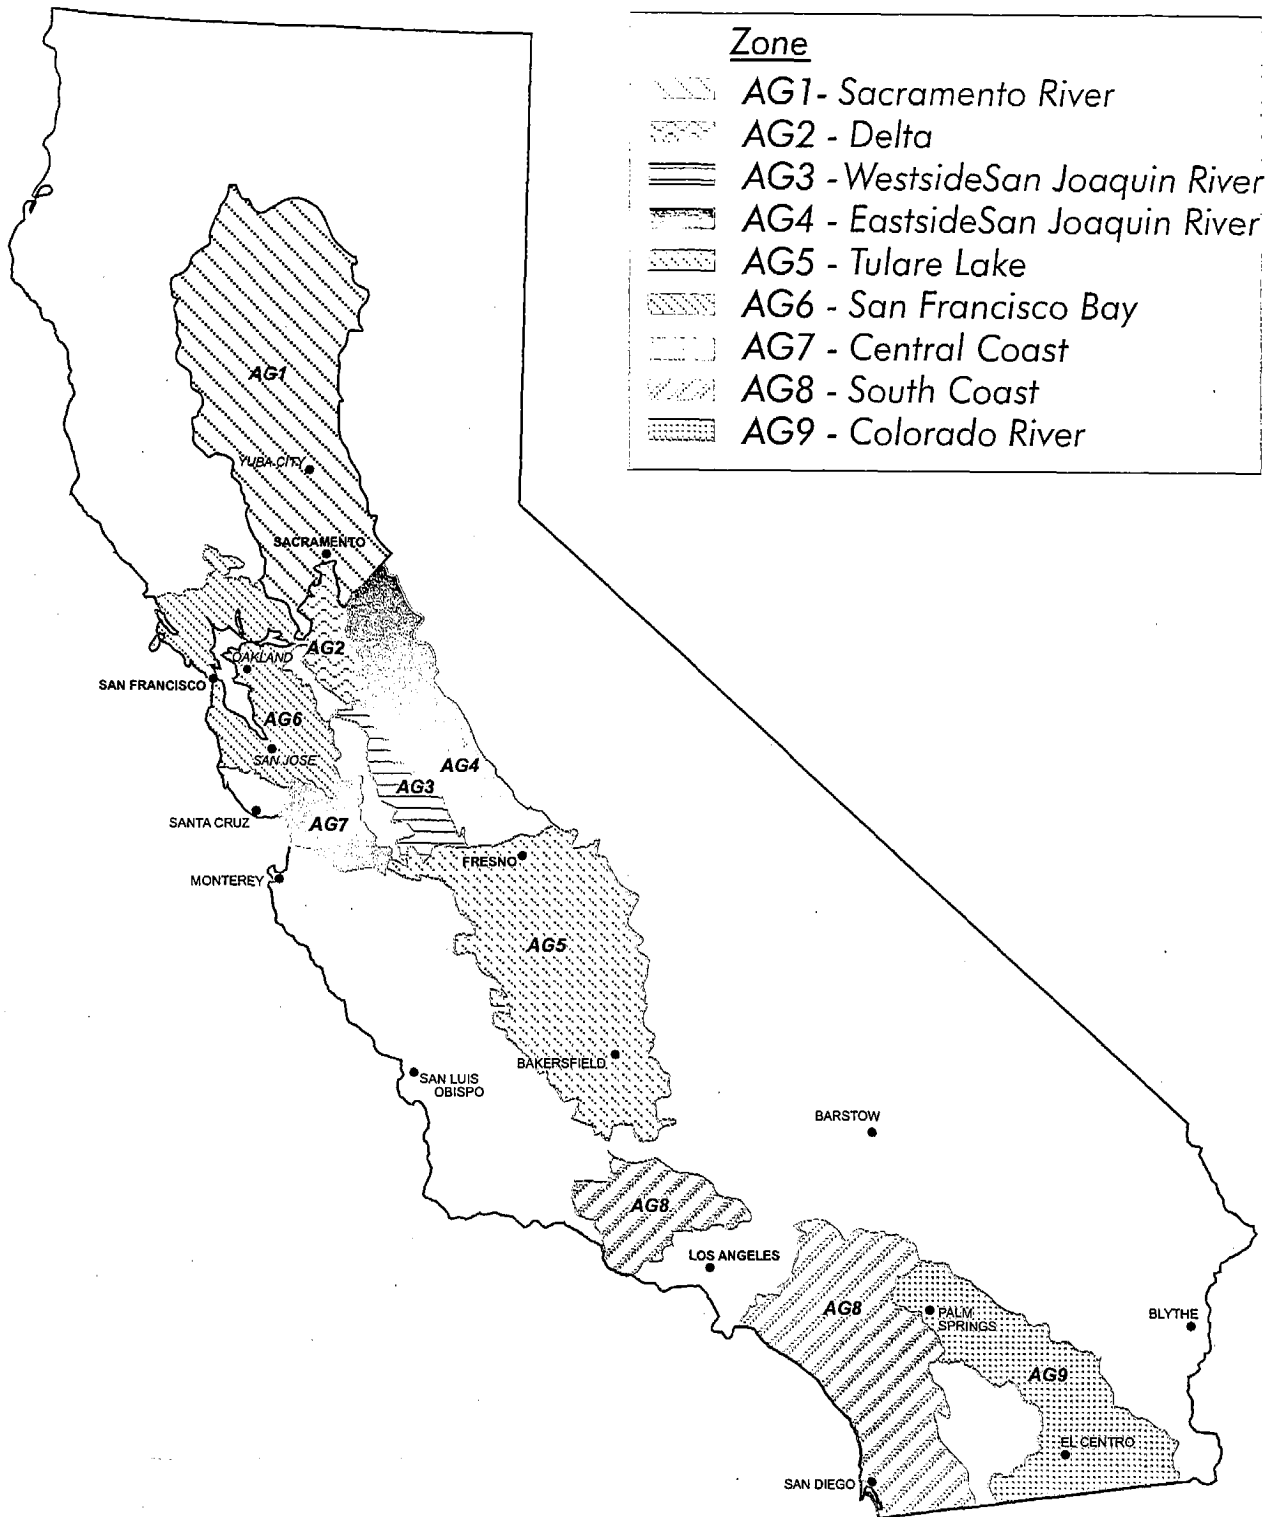 Zone
AG1- Sacramento River
AG2 - Delta
AG3 - WestsideSan Joaquin River
AG4 - EastsideSan Joaquin River
AG5 - Tulare Lake
AG6 - San Francisco Bay
AG7 - Central Coast
AG8 - South Coast
AG9 - Colorado River
AG1
YUBA CITY
SACRAMENTO
AG2
OAKLAND
SAN FRANCISCO
AG6
SAN JOSE
AG4
AG3
SANTA CRUZ
AG7
FRESNO
MONTEREY
AG5
BAKERSFIELD
SAN LUIS
OBISPO
BARSTOW
AG8
LOS ANGELES
AG8
PALM
SPRINGS
BLYTHE
AG9
EL CENTRO
SAN DIEGO